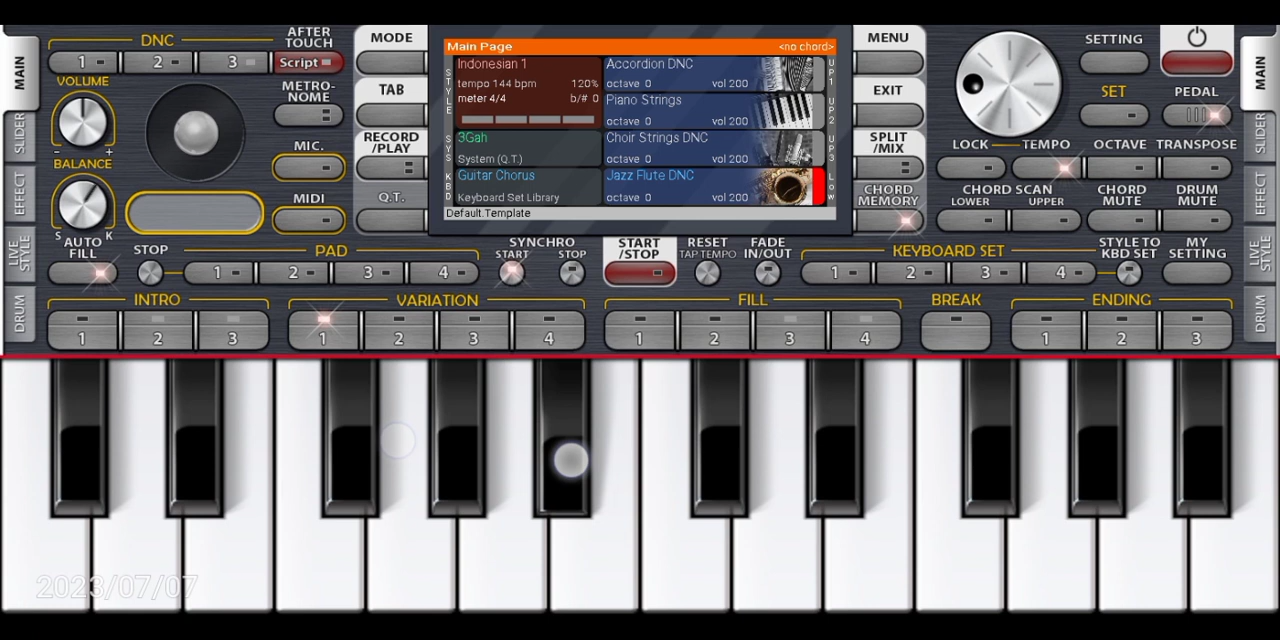 MAIN
SLIDER
EFFECT
LIVE STYLE
DRUM
DNC
1 2 3
AFTER TOUCH
Script
VOLUME
- +
BALANCE
S K
METRO-NOME
MIC.
MIDI
MODE
TAB
RECORD /PLAY
Q.T.
Main Page <no chord>
STYLE
Indonesian 1
tempo 144 bpm 120%
meter 4/4 b/# 0
SYS
3Gah
System (Q.T.)
KBD
Guitar Chorus
Keyboard Set Library
Accordion DNC
octave 0 vol 200
UP1
Piano Strings
octave 0 vol 200
UP2
Choir Strings DNC
octave 0 vol 200
UP3
Jazz Flute DNC
octave 0 vol 200
Low
Default.Template
MENU
EXIT
SPLIT /MIX
CHORD MEMORY
SETTING
SET
PEDAL
LOCK TEMPO OCTAVE TRANSPOSE
CHORD SCAN
LOWER UPPER
CHORD MUTE
DRUM MUTE
MAIN
SLIDER
EFFECT
LIVE STYLE
DRUM
AUTO FILL
STOP
PAD
1 2 3 4
SYNCHRO
START STOP
START /STOP
RESET
TAP TEMPO
FADE IN/OUT
KEYBOARD SET
1 2 3 4
STYLE TO KBD SET
MY SETTING
INTRO
1 2 3
VARIATION
1 2 3 4
FILL
1 2 3 4
BREAK
ENDING
1 2 3
2023/07/07